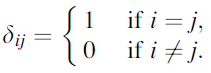 δij = { 1 if i = j,
0 if i ≠ j.